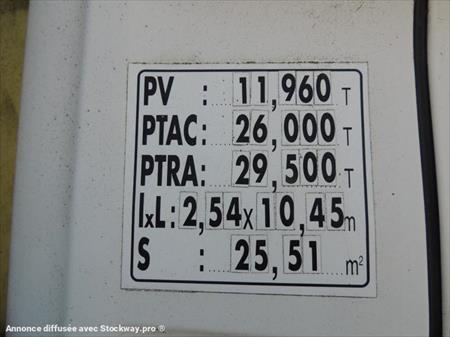 PV : 11,960 T
PTAC: 26,000 T
PTRA: 29,500 T
lxL: 2,54x10,45m
S : 25,51 m²
Annonce diffusée avec Stockway.pro ®